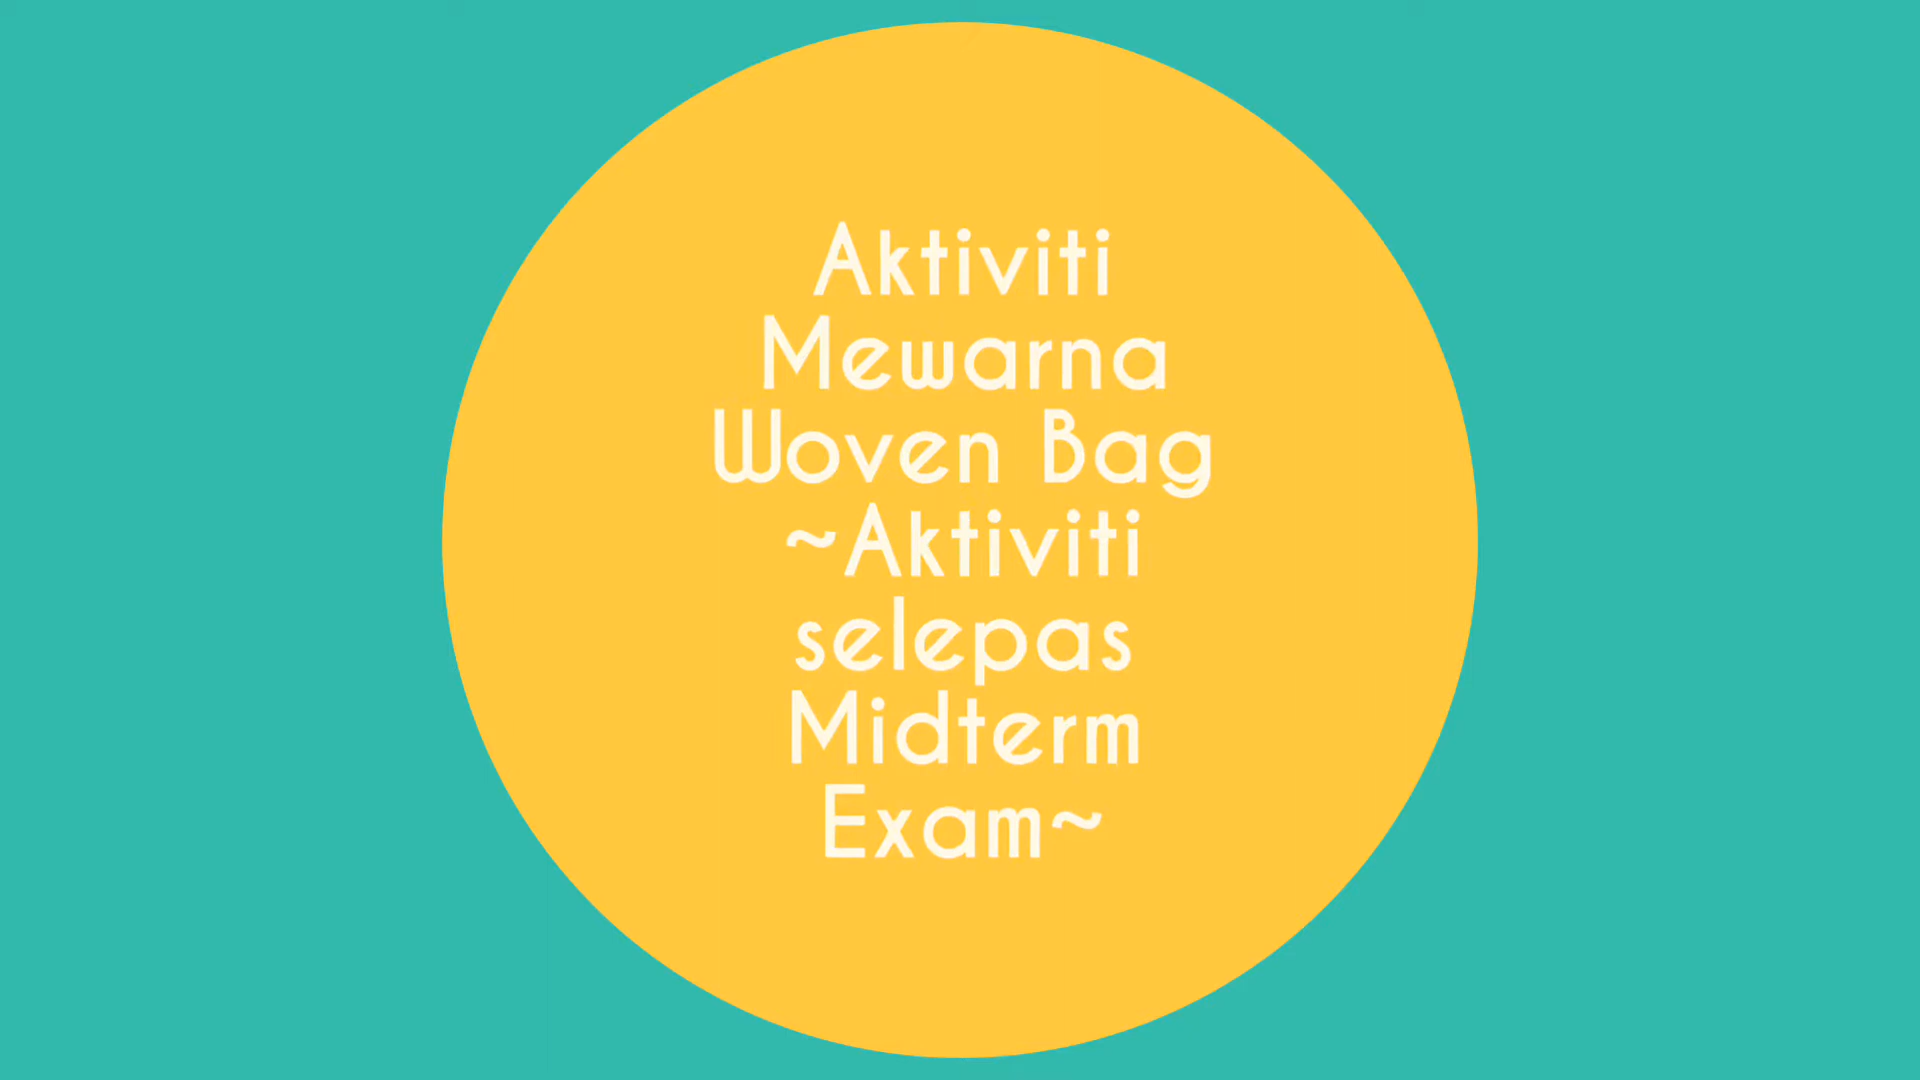 Aktiviti
Mewarna
Woven Bag
~Aktiviti
selepas
Midterm
Exam~